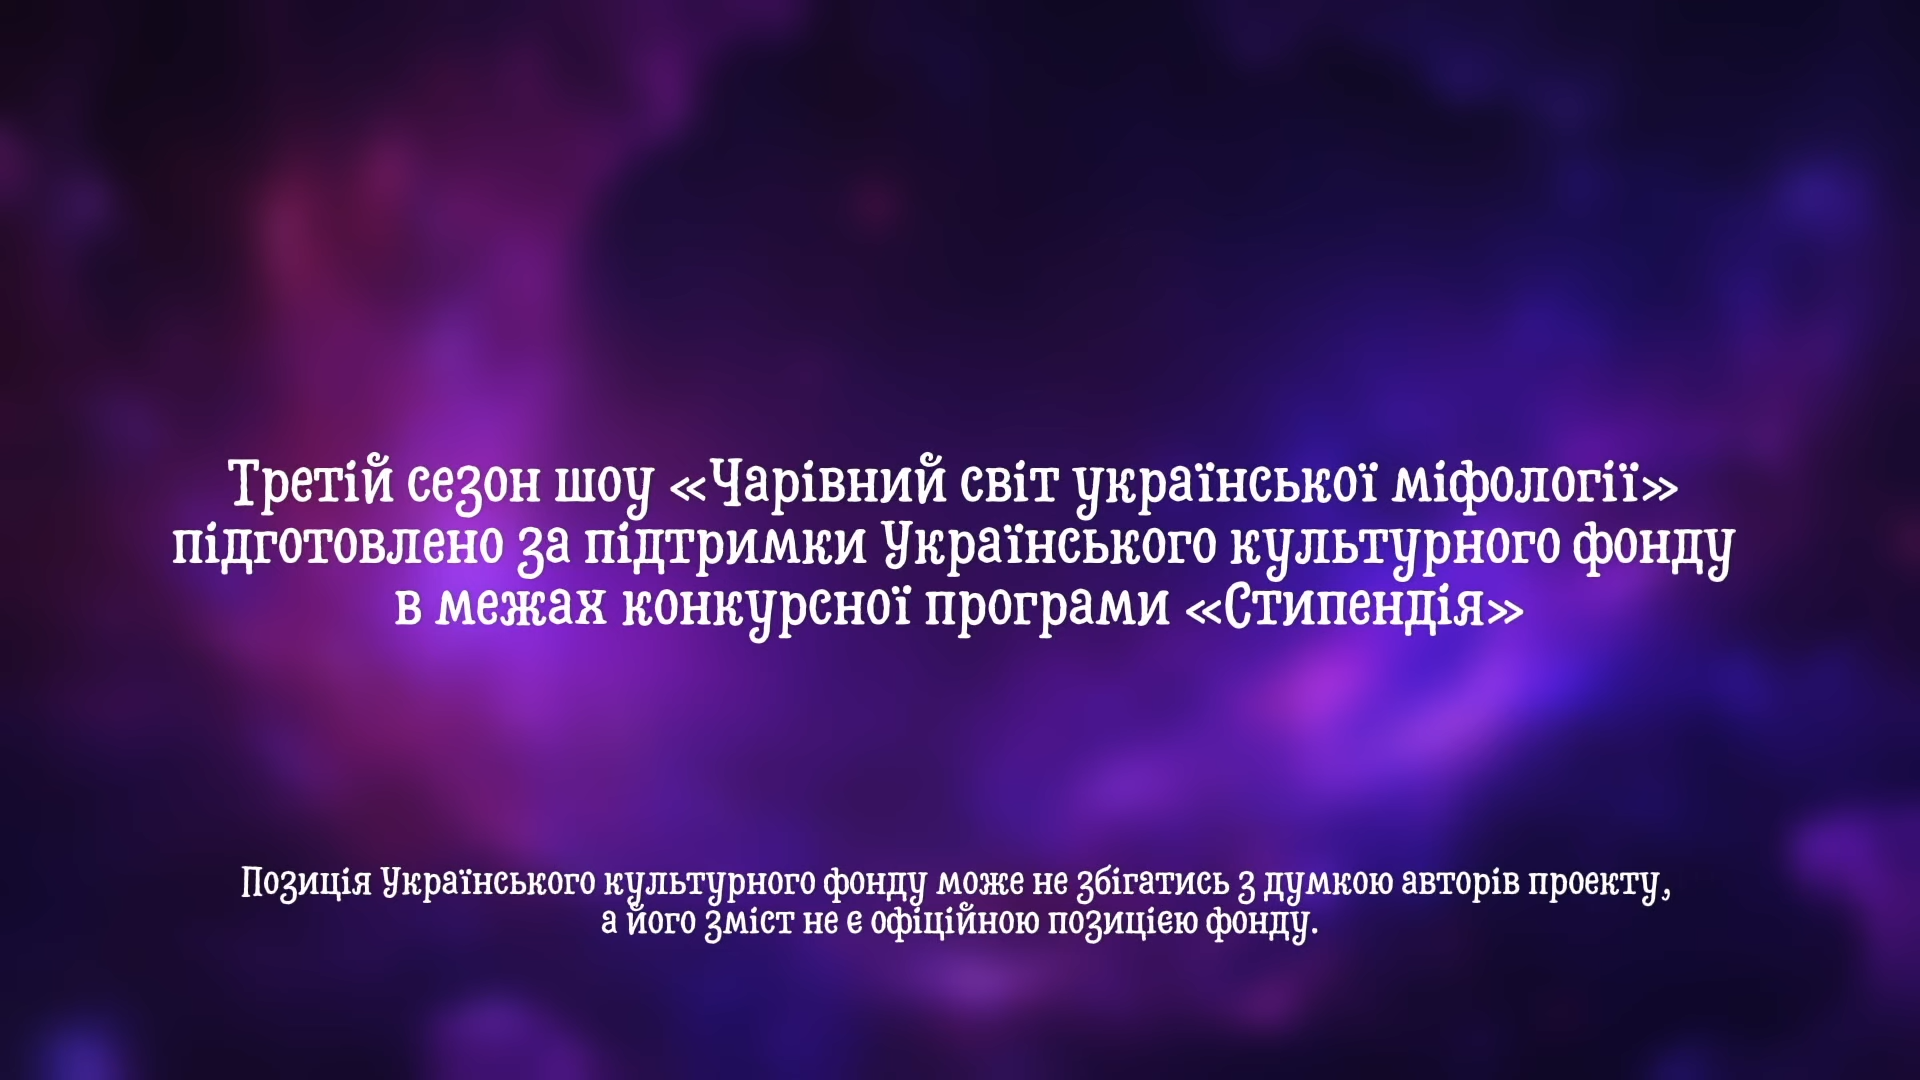 Третій сезон шоу «Чарівний світ української міфології»
підготовлено за підтримки Українського культурного фонду
в межах конкурсної програми «Стипендія»
Позиція Українського культурного фонду може не збігатись з думкою авторів проекту,
а його зміст не є офіційною позицією фонду.